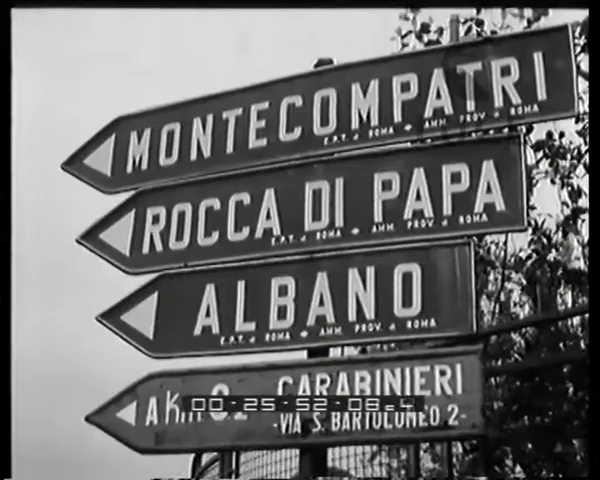 MONTECOMPATRI
E.P.T. di ROMA - AMM. PROV. di ROMA
ROCCA DI PAPA
E.P.T. di ROMA - AMM. PROV. di ROMA
ALBANO
E.P.T. di ROMA - AMM. PROV. di ROMA
A Km CARABINIERI
00-25-52-08
-VIA S. BARTOLOMEO 2-